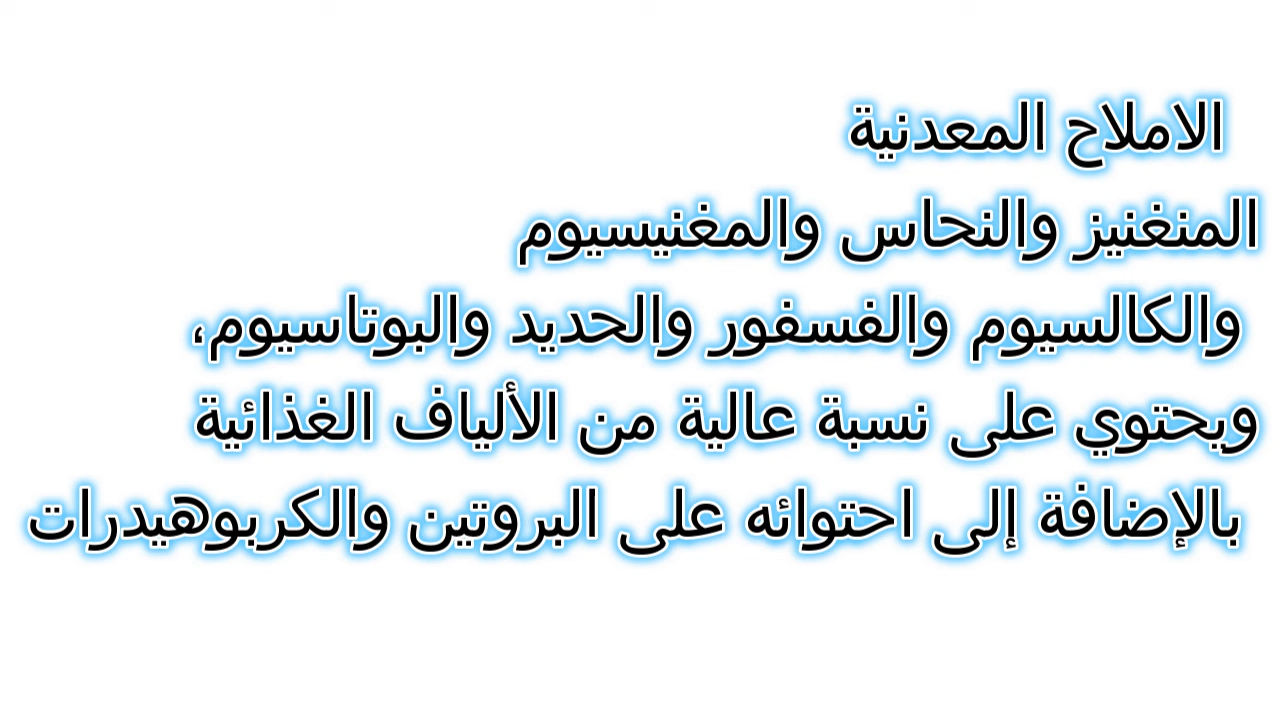 الاملاح المعدنية
المنغنيز والنحاس والمغنيسيوم
والكالسيوم والفسفور والحديد والبوتاسيوم،
ويحتوي على نسبة عالية من الألياف الغذائية
بالإضافة إلى احتوائه على البروتين والكربوهيدرات